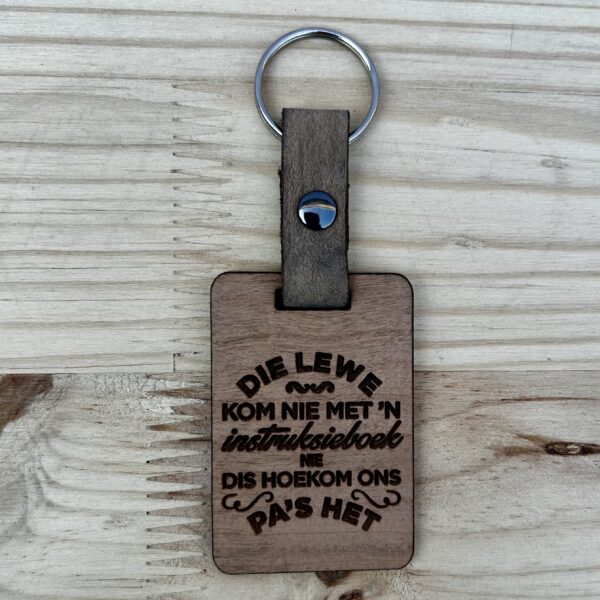 DIE LEWE
KOM NIE MET 'N
instruksieboek
NIE
DIS HOEKOM ONS
PA'S HET